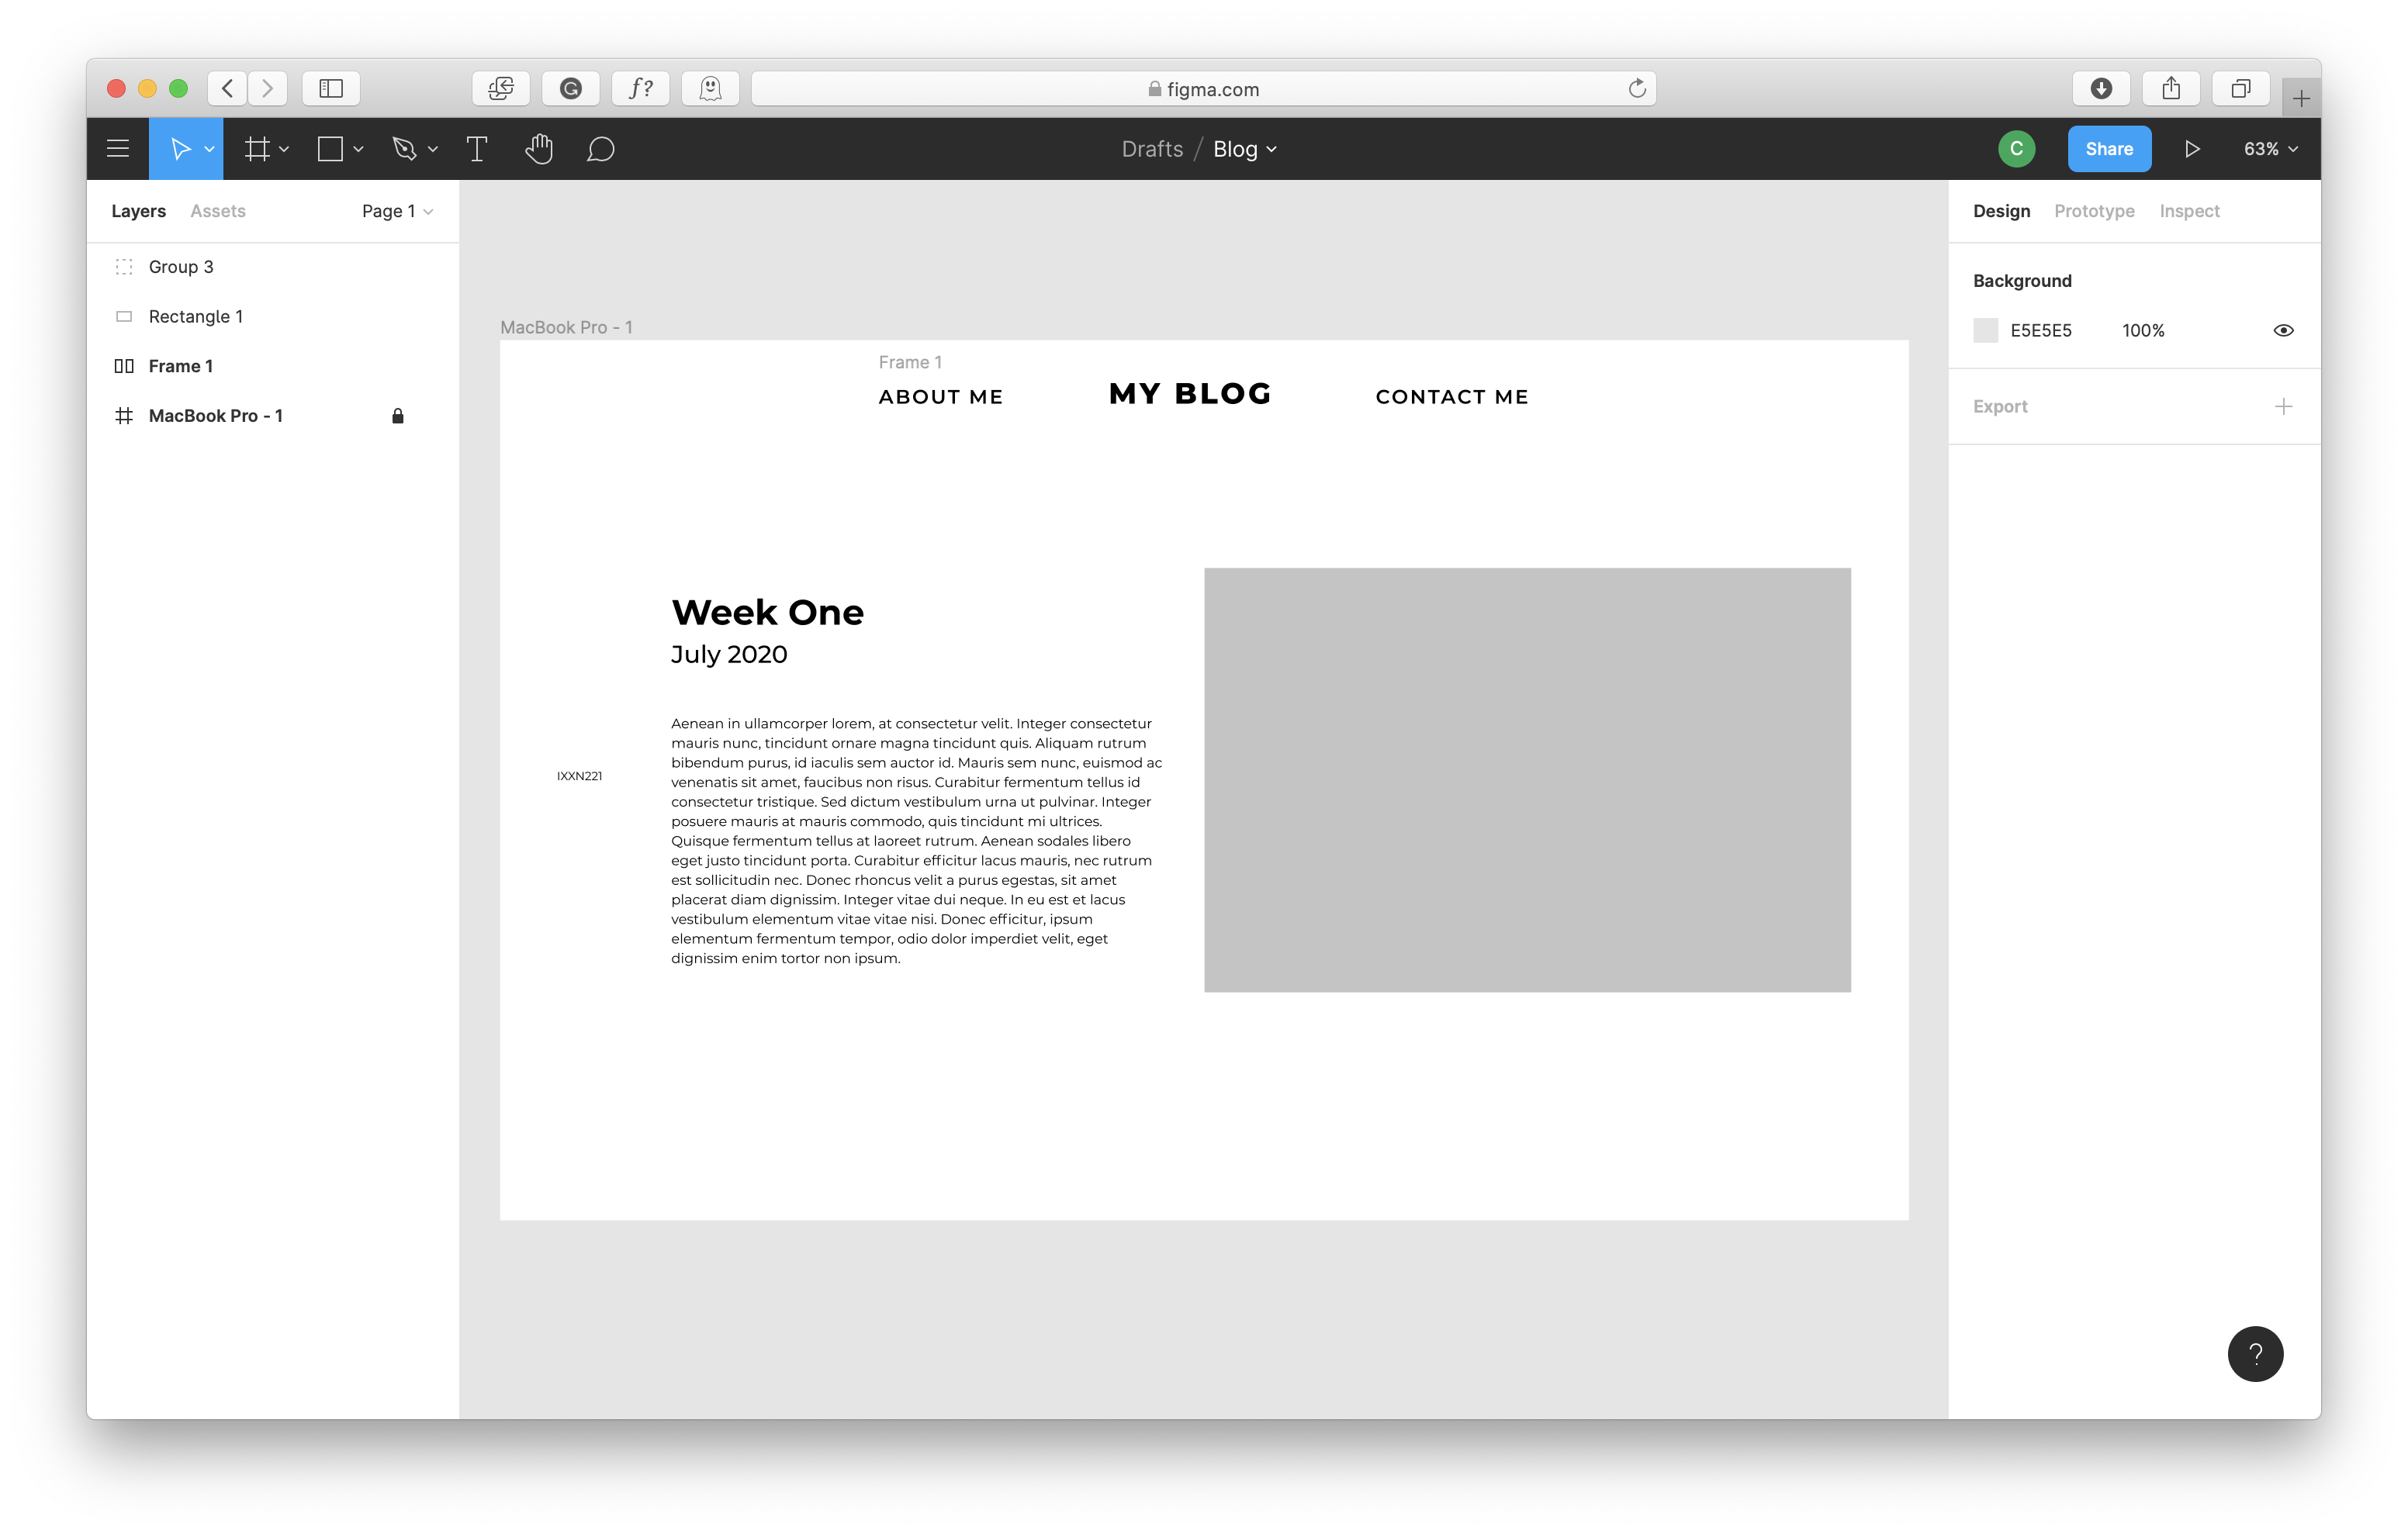 figma.com
Drafts / Blog
C
Share
63%
Layers Assets Page 1
Group 3
Rectangle 1
Frame 1
MacBook Pro - 1
MacBook Pro - 1
Frame 1
ABOUT ME MY BLOG CONTACT ME
Week One
July 2020
IXXN221
Aenean in ullamcorper lorem, at consectetur velit. Integer consectetur
mauris nunc, tincidunt ornare magna tincidunt quis. Aliquam rutrum
bibendum purus, id iaculis sem auctor id. Mauris sem nunc, euismod ac
venenatis sit amet, faucibus non risus. Curabitur fermentum tellus id
consectetur tristique. Sed dictum vestibulum urna ut pulvinar. Integer
posuere mauris at mauris commodo, quis tincidunt mi ultrices.
Quisque fermentum tellus at laoreet rutrum. Aenean sodales libero
eget justo tincidunt porta. Curabitur efficitur lacus mauris, nec rutrum
est sollicitudin nec. Donec rhoncus velit a purus egestas, sit amet
placerat diam dignissim. Integer vitae dui neque. In eu est et lacus
vestibulum elementum vitae vitae nisi. Donec efficitur, ipsum
elementum fermentum tempor, odio dolor imperdiet velit, eget
dignissim enim tortor non ipsum.
Design Prototype Inspect
Background
E5E5E5 100%
Export
?